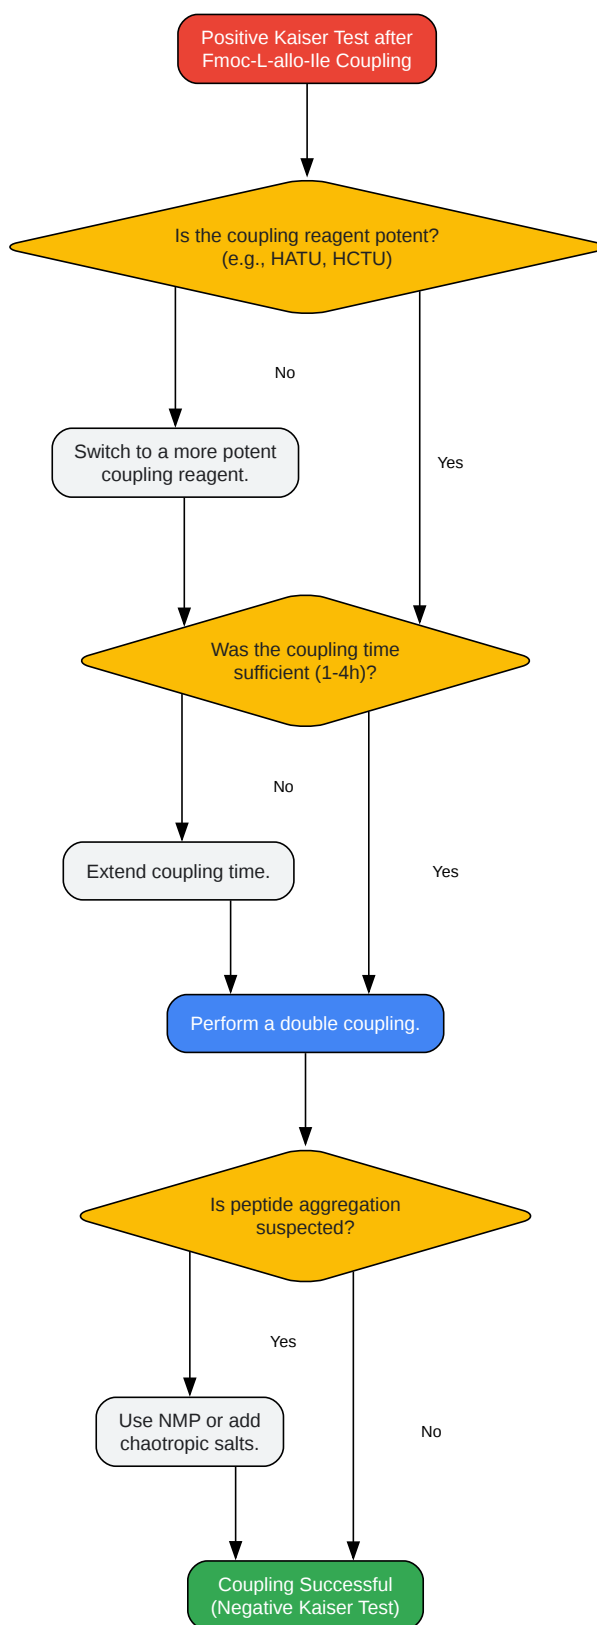 Positive Kaiser Test after
Fmoc-L-allo-Ile Coupling
Is the coupling reagent potent?
(e.g., HATU, HCTU)
No
Switch to a more potent
coupling reagent.
Yes
Was the coupling time
sufficient (1-4h)?
No
Extend coupling time.
Yes
Perform a double coupling.
Is peptide aggregation
suspected?
Yes
Use NMP or add
chaotropic salts.
No
Coupling Successful
(Negative Kaiser Test)